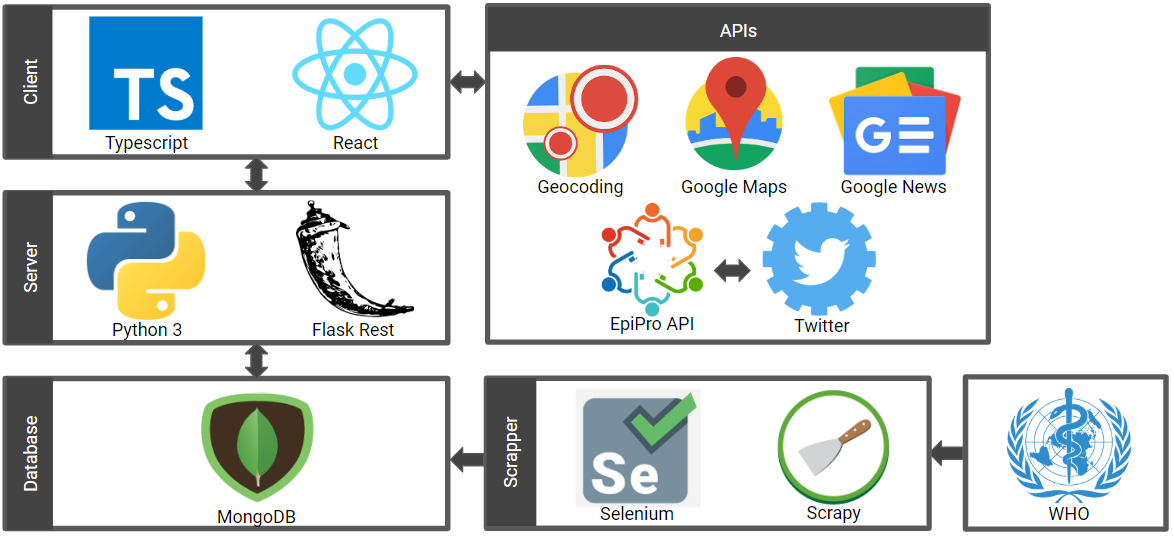 Client
TS
Typescript
React
APIs
Geocoding
Google Maps
G
Google News
EpiPro API
Twitter
Server
Python 3
Flask Rest
Database
MongoDB
Scrapper
Se
Selenium
Scrapy
WHO